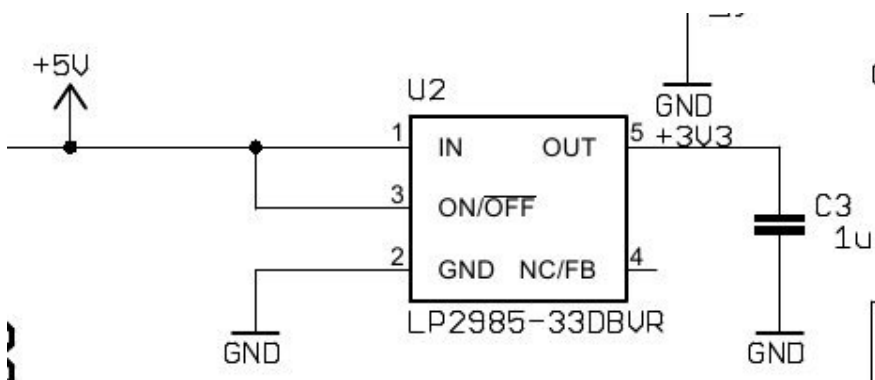 +5V
U2
GND
1 IN OUT 5 +3V3
3 ON/OFF
C3
1u
2 GND NC/FB 4
LP2985-33DBVR
GND
GND